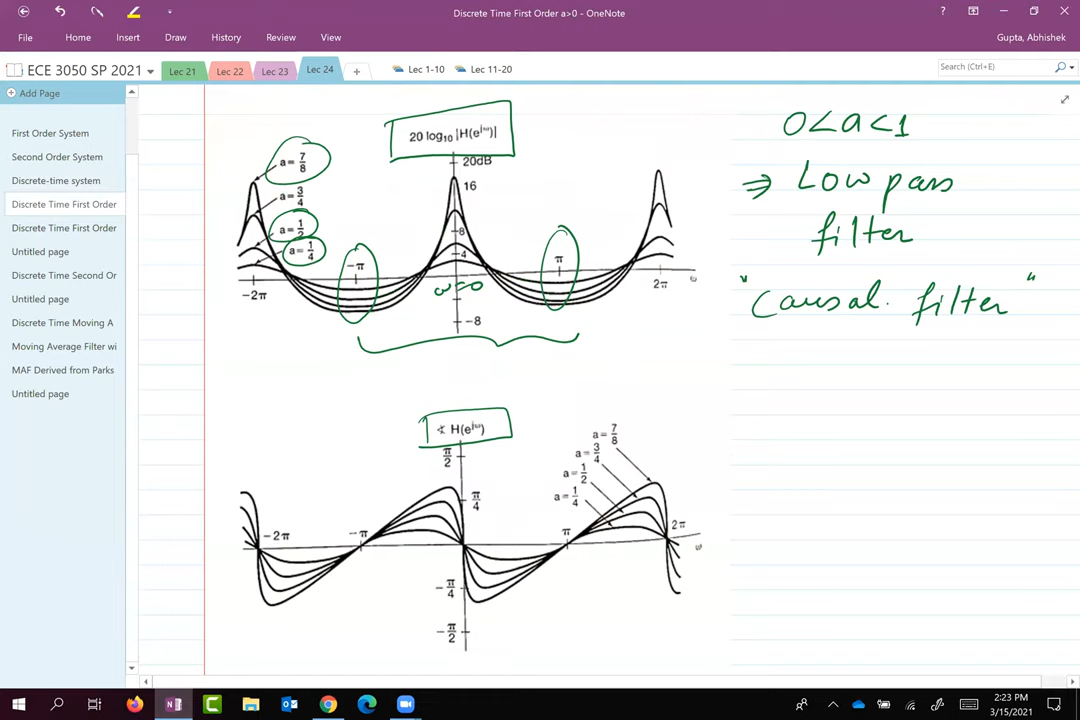 Discrete Time First Order a>0 - OneNote
File Home Insert Draw History Review View
Gupta, Abhishek
ECE 3050 SP 2021
Lec 21 Lec 22 Lec 23 Lec 24 Lec 1-10 Lec 11-20
Search (Ctrl+E)
Add Page
First Order System
Second Order System
Discrete-time system
Discrete Time First Order
Discrete Time First Order
Untitled page
Discrete Time Second Or
Untitled page
Discrete Time Moving A
Moving Average Filter wi
MAF Derived from Parks
Untitled page
20 log₁₀ |H(e^{jω})|
20dB
16
8
4
-8
a = 7/8
a = 3/4
a = 1/2
a = 1/4
-2π
-π
ω=0
π
2π
ω
0<a<1
⇒ Low pass
filter
"Causal. filter"
∢ H(e^{jω})
π/2
π/4
-π/4
-π/2
-2π
-π
π
2π
ω
a = 7/8
a = 3/4
a = 1/2
a = 1/4
2:23 PM
3/15/2021